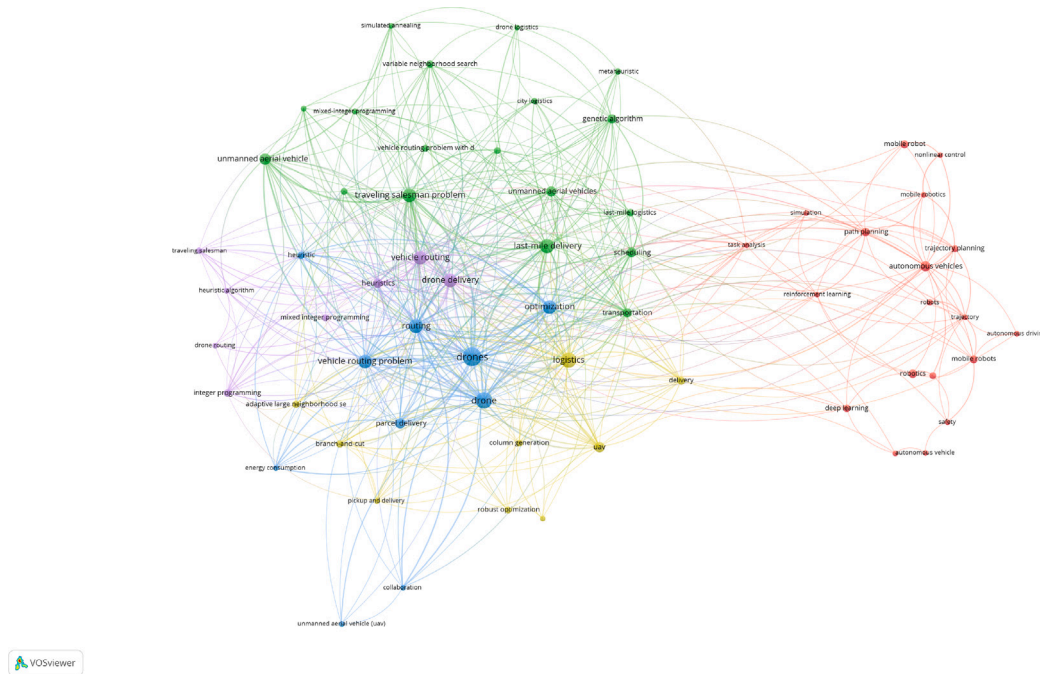 simulated annealing
drone logistics
variable neighborhood search
metaheuristic
city logistics
mixed-integer programming
genetic algorithm
vehicle routing problem with d
unmanned aerial vehicle
mobile robot
nonlinear control
traveling salesman problem
unmanned aerial vehicles
mobile robotics
last-mile logistics
simulation
path planning
last-mile delivery
task analysis
trajectory planning
traveling salesman
heuristic
vehicle routing
scheduling
autonomous vehicles
heuristics
drone delivery
heuristic algorithm
reinforcement learning
optimization
robots
mixed integer programming
transportation
trajectory
routing
autonomous drivin
drone routing
drones
vehicle routing problem
logistics
mobile robots
robotics
delivery
integer programming
drone
adaptive large neighborhood se
deep learning
parcel delivery
safety
branch-and-cut
column generation
uav
autonomous vehicle
energy consumption
pickup and delivery
robust optimization
collaboration
unmanned aerial vehicle (uav)
VOSviewer